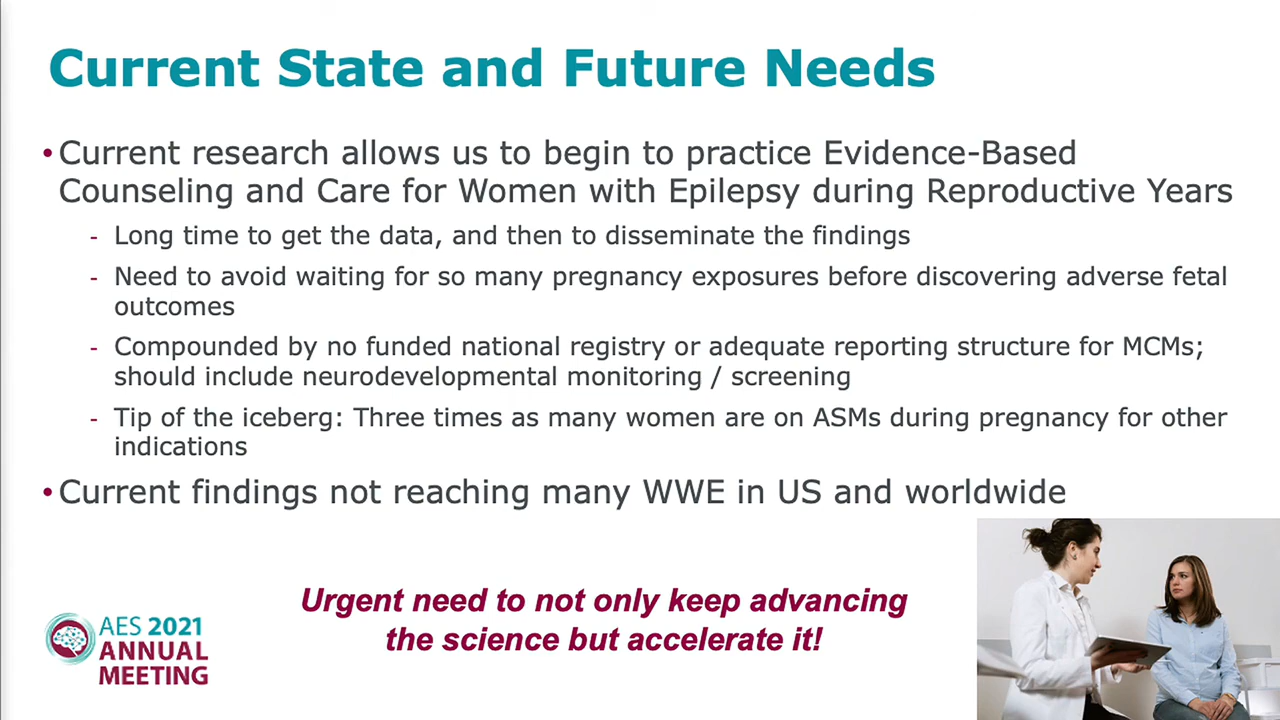 Current State and Future Needs
•Current research allows us to begin to practice Evidence-Based
Counseling and Care for Women with Epilepsy during Reproductive Years
- Long time to get the data, and then to disseminate the findings
- Need to avoid waiting for so many pregnancy exposures before discovering adverse fetal
outcomes
- Compounded by no funded national registry or adequate reporting structure for MCMs;
should include neurodevelopmental monitoring / screening
- Tip of the iceberg: Three times as many women are on ASMs during pregnancy for other
indications
•Current findings not reaching many WWE in US and worldwide
Urgent need to not only keep advancing
the science but accelerate it!
AES 2021
ANNUAL
MEETING